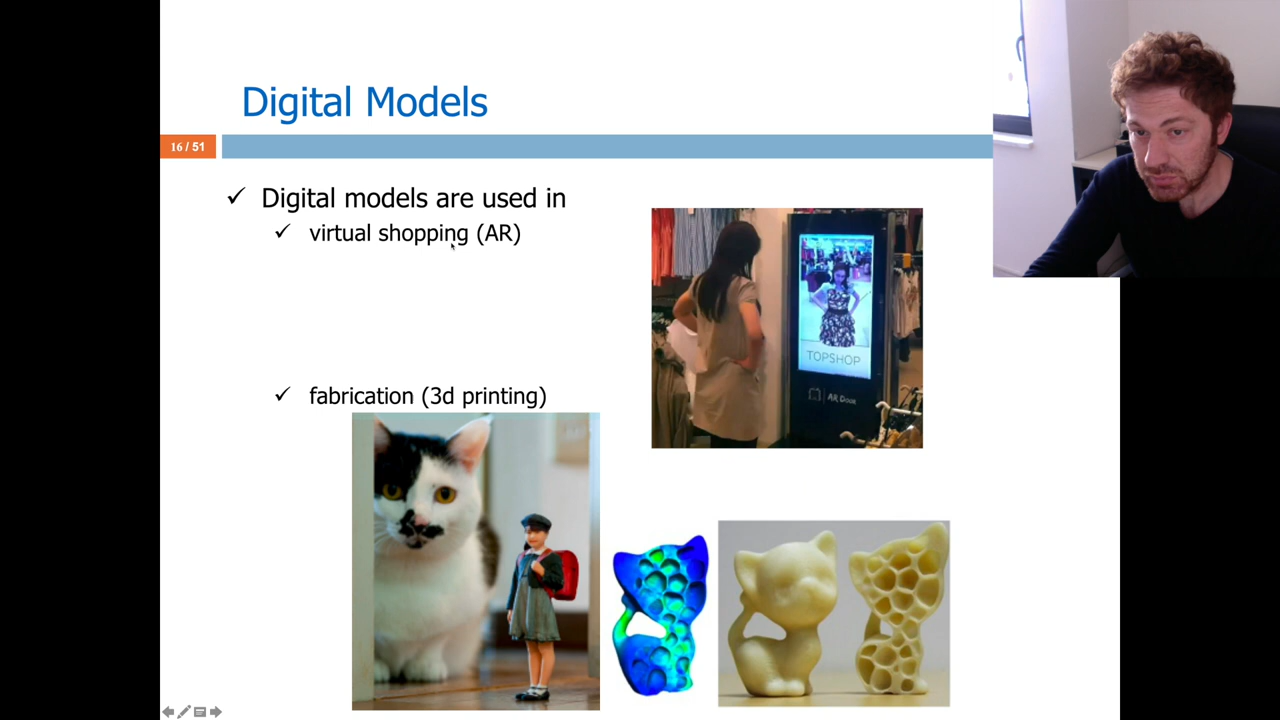 Digital Models
16 / 51
✓ Digital models are used in
✓ virtual shopping (AR)
TOPSHOP
AR Door
✓ fabrication (3d printing)